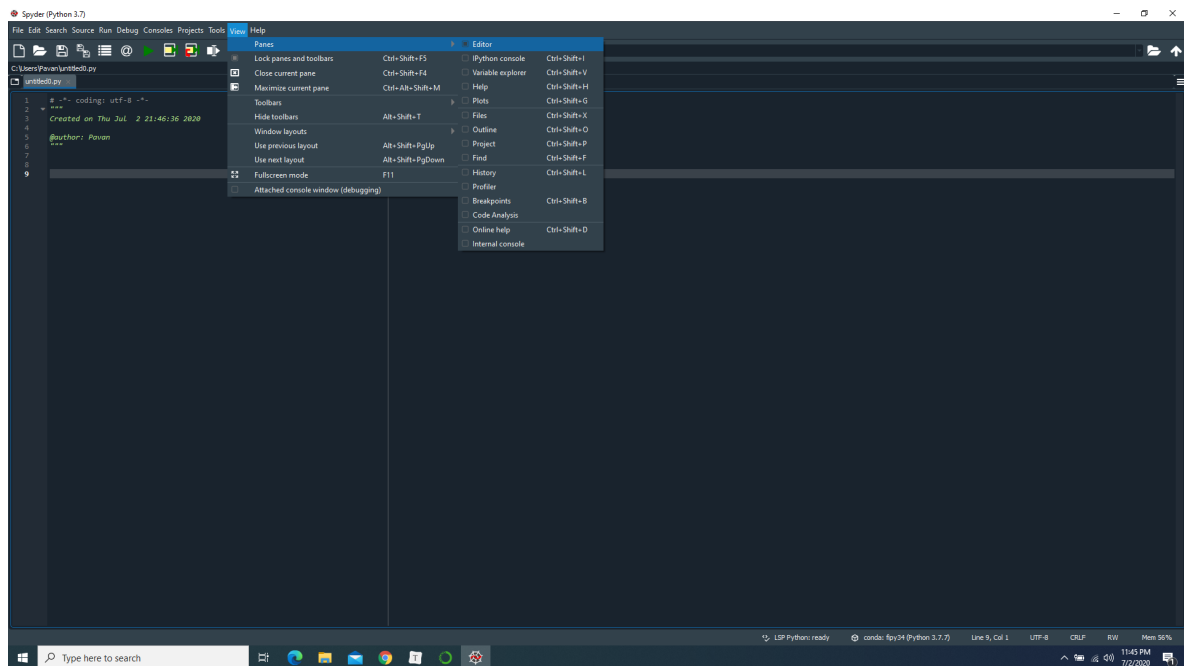 Spyder (Python 3.7)
File Edit Search Source Run Debug Consoles Projects Tools View Help
C:\Users\Pavan\untitled0.py
untitled0.py
1 # -*- coding: utf-8 -*-
2 """
3 Created on Thu Jul  2 21:46:36 2020
4
5 @author: Pavan
6 """
7
8
9
Panes
Lock panes and toolbars Ctrl+Shift+F5
Close current pane Ctrl+Shift+F4
Maximize current pane Ctrl+Alt+Shift+M
Toolbars
Hide toolbars Alt+Shift+T
Window layouts
Use previous layout Alt+Shift+PgUp
Use next layout Alt+Shift+PgDown
Fullscreen mode F11
Attached console window (debugging)
Editor
IPython console Ctrl+Shift+I
Variable explorer Ctrl+Shift+V
Help Ctrl+Shift+H
Plots Ctrl+Shift+G
Files Ctrl+Shift+X
Outline Ctrl+Shift+O
Project Ctrl+Shift+P
Find Ctrl+Shift+F
History Ctrl+Shift+L
Profiler
Breakpoints Ctrl+Shift+B
Code Analysis
Online help Ctrl+Shift+D
Internal console
LSP Python: ready conda: fipy34 (Python 3.7.7) Line 9, Col 1 UTF-8 CRLF RW Mem 56%
Type here to search
11:45 PM
7/2/2020